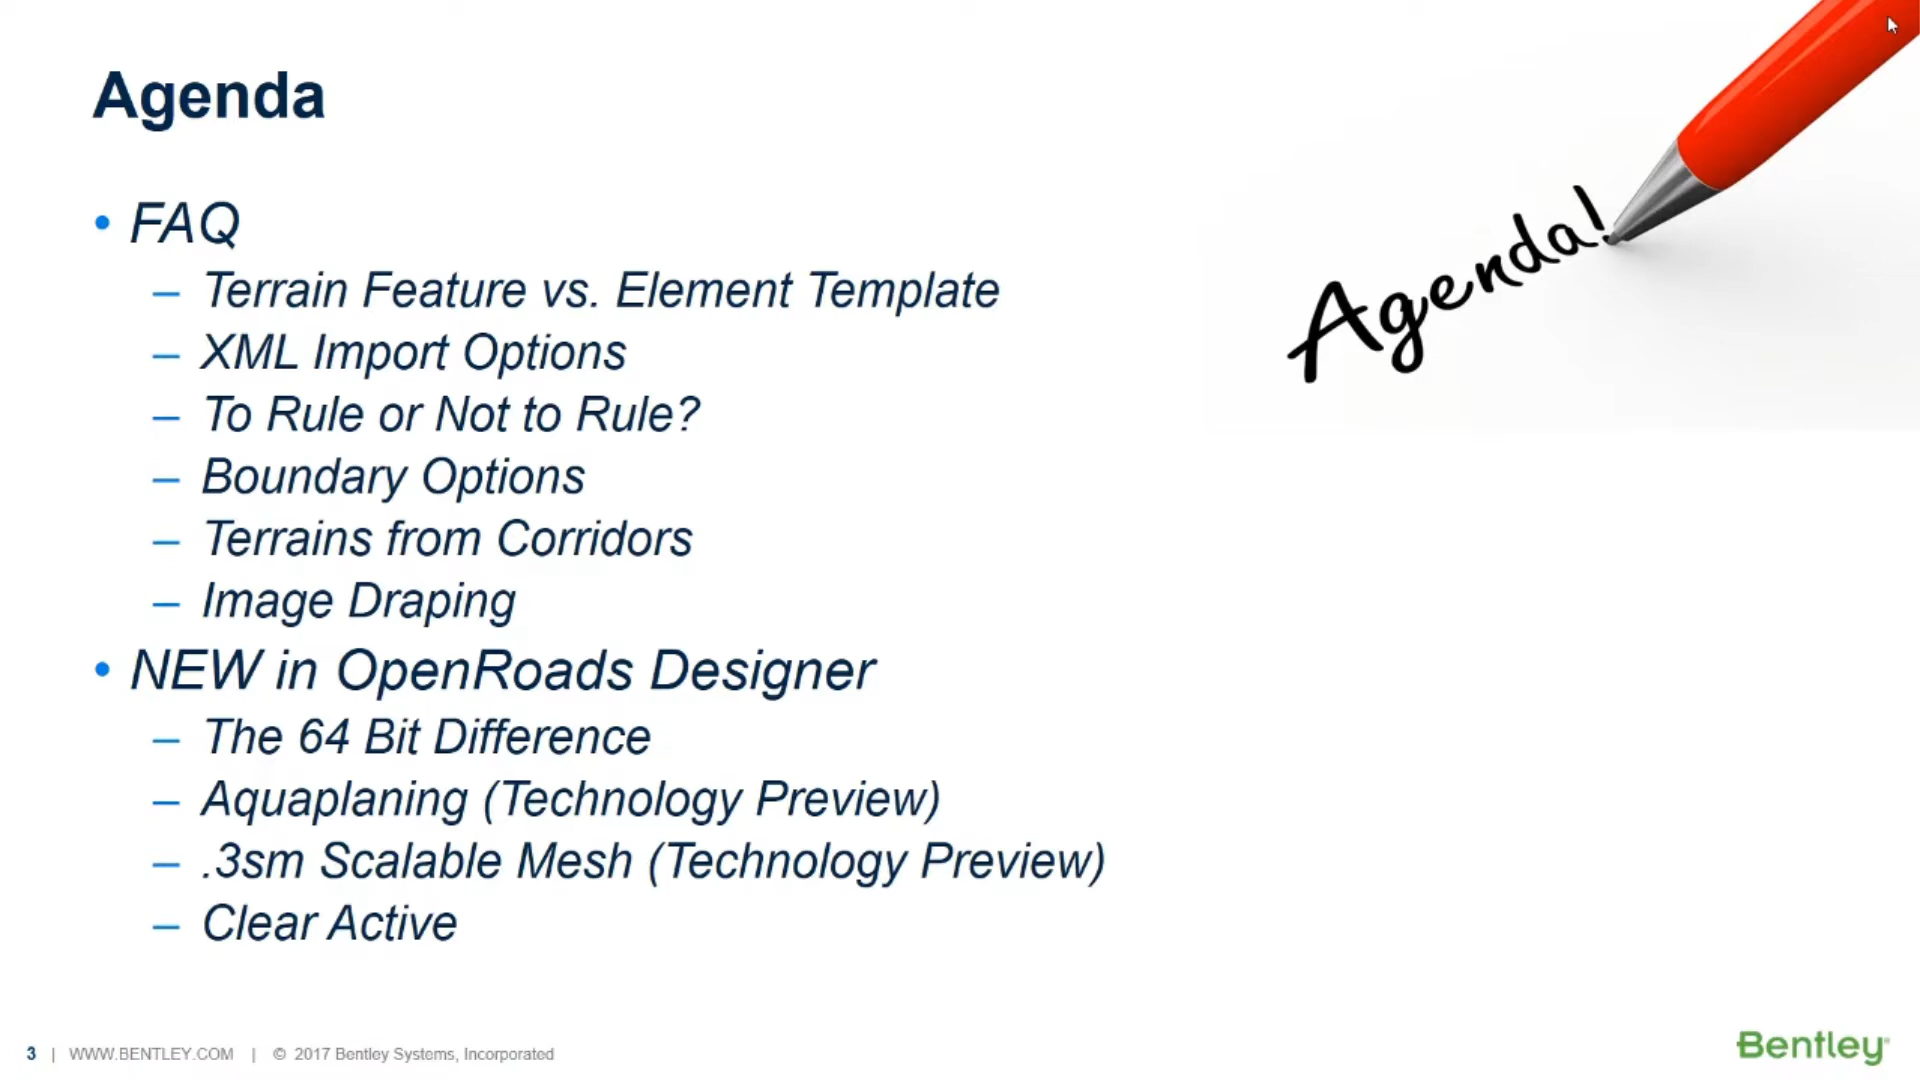 Agenda
Agenda!
• FAQ
– Terrain Feature vs. Element Template
– XML Import Options
– To Rule or Not to Rule?
– Boundary Options
– Terrains from Corridors
– Image Draping
• NEW in OpenRoads Designer
– The 64 Bit Difference
– Aquaplaning (Technology Preview)
– .3sm Scalable Mesh (Technology Preview)
– Clear Active
3 | WWW.BENTLEY.COM | © 2017 Bentley Systems, Incorporated
Bentley®